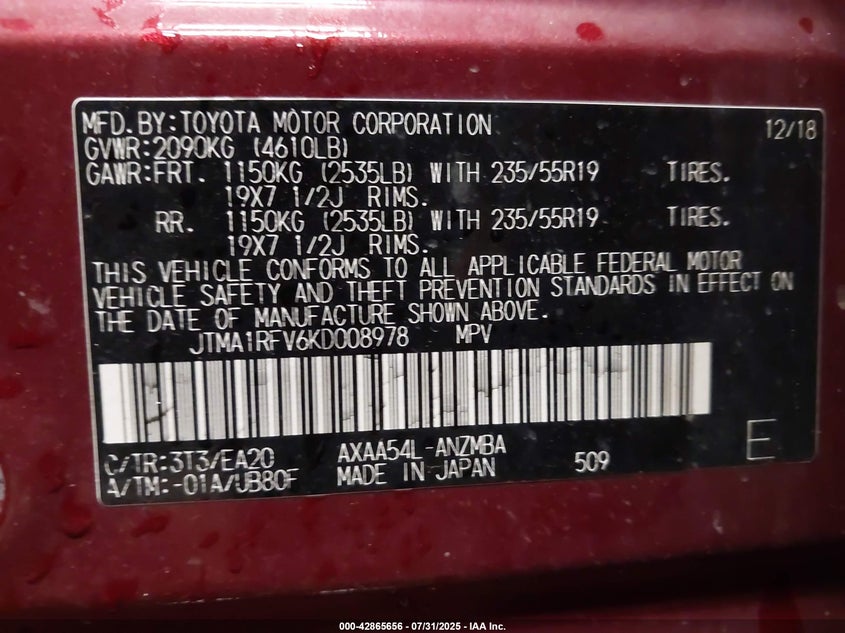 MFD.BY:TOYOTA MOTOR CORPORATION 12/18
GVWR:2090KG (4610LB)
GAWR:FRT. 1150KG (2535LB) WITH 235/55R19 TIRES.
19X7 1/2J RIMS.
RR. 1150KG (2535LB) WITH 235/55R19 TIRES.
19X7 1/2J RIMS.
THIS VEHICLE CONFORMS TO ALL APPLICABLE FEDERAL MOTOR
VEHICLE SAFETY AND THEFT PREVENTION STANDARDS IN EFFECT ON
THE DATE OF MANUFACTURE SHOWN ABOVE.
JTMA1RFV6KD008978 MPV
C/TR:3T3/EA20 AXAA54L-ANZMBA 509 E
A/TM:-01A/UB80F MADE IN JAPAN
000-42865656 - 07/31/2025 - IAA Inc.